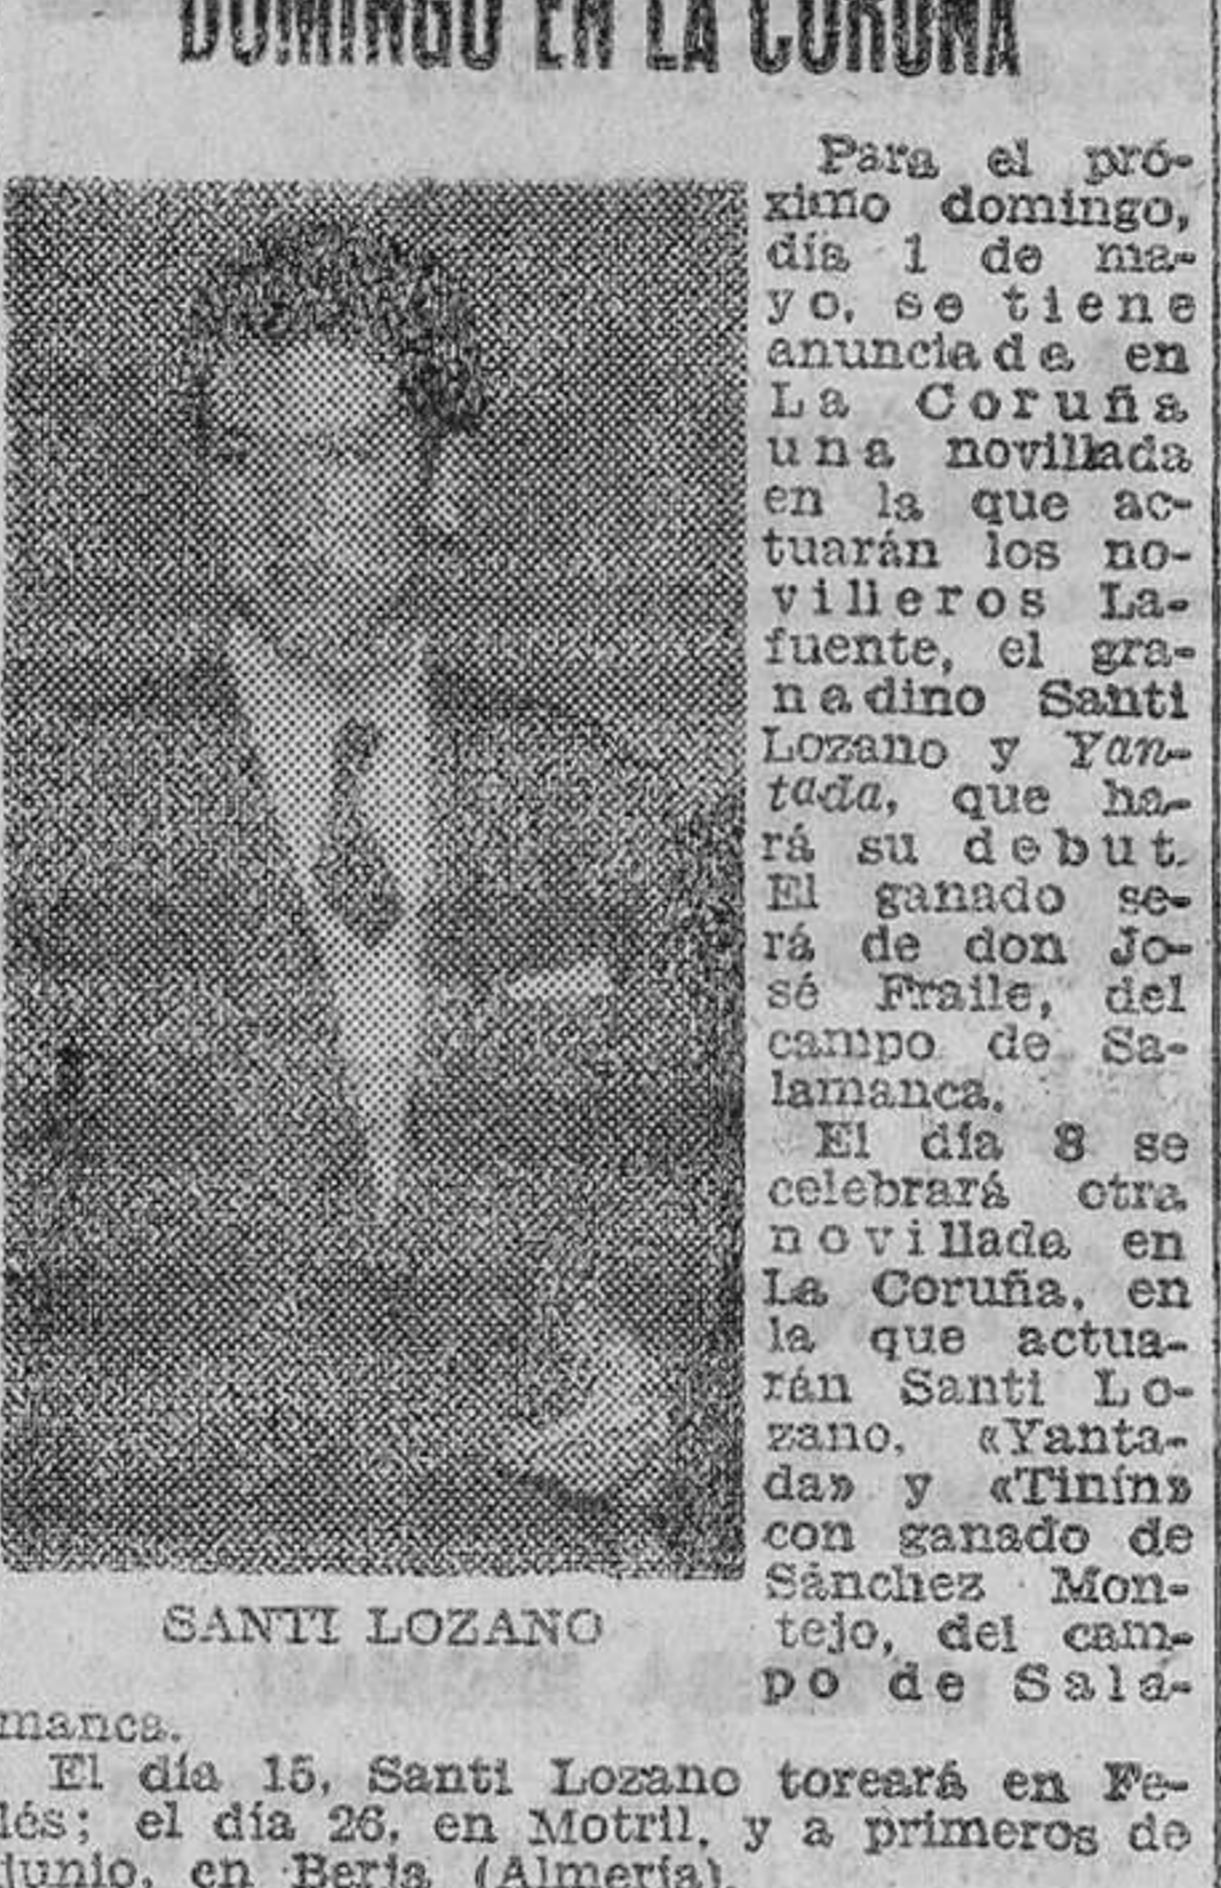 DOMINGO EN LA CORUÑA
Para el pró-
ximo domingo,
día 1 de ma-
yo, se tiene
anunciada en
La Coruña
una novillada
en la que ac-
tuarán los no-
villeros La-
fuente, el gra-
nadino Santi
Lozano y Yan-
tada, que ha-
rá su debut.
El ganado se-
rá de don Jo-
sé Fraile, del
campo de Sa-
lamanca.
El día 8 se
celebrará otra
novillada en
La Coruña, en
la que actua-
rán Santi Lo-
zano, «Yanta-
da» y «Tinín»
con ganado de
Sánchez Mon-
tejo, del cam-
po de Sala-
SANTI LOZANO
manca.
El día 15, Santi Lozano toreará en Fe-
lés; el día 26, en Motril, y a primeros de
junio, en Berja (Almería).